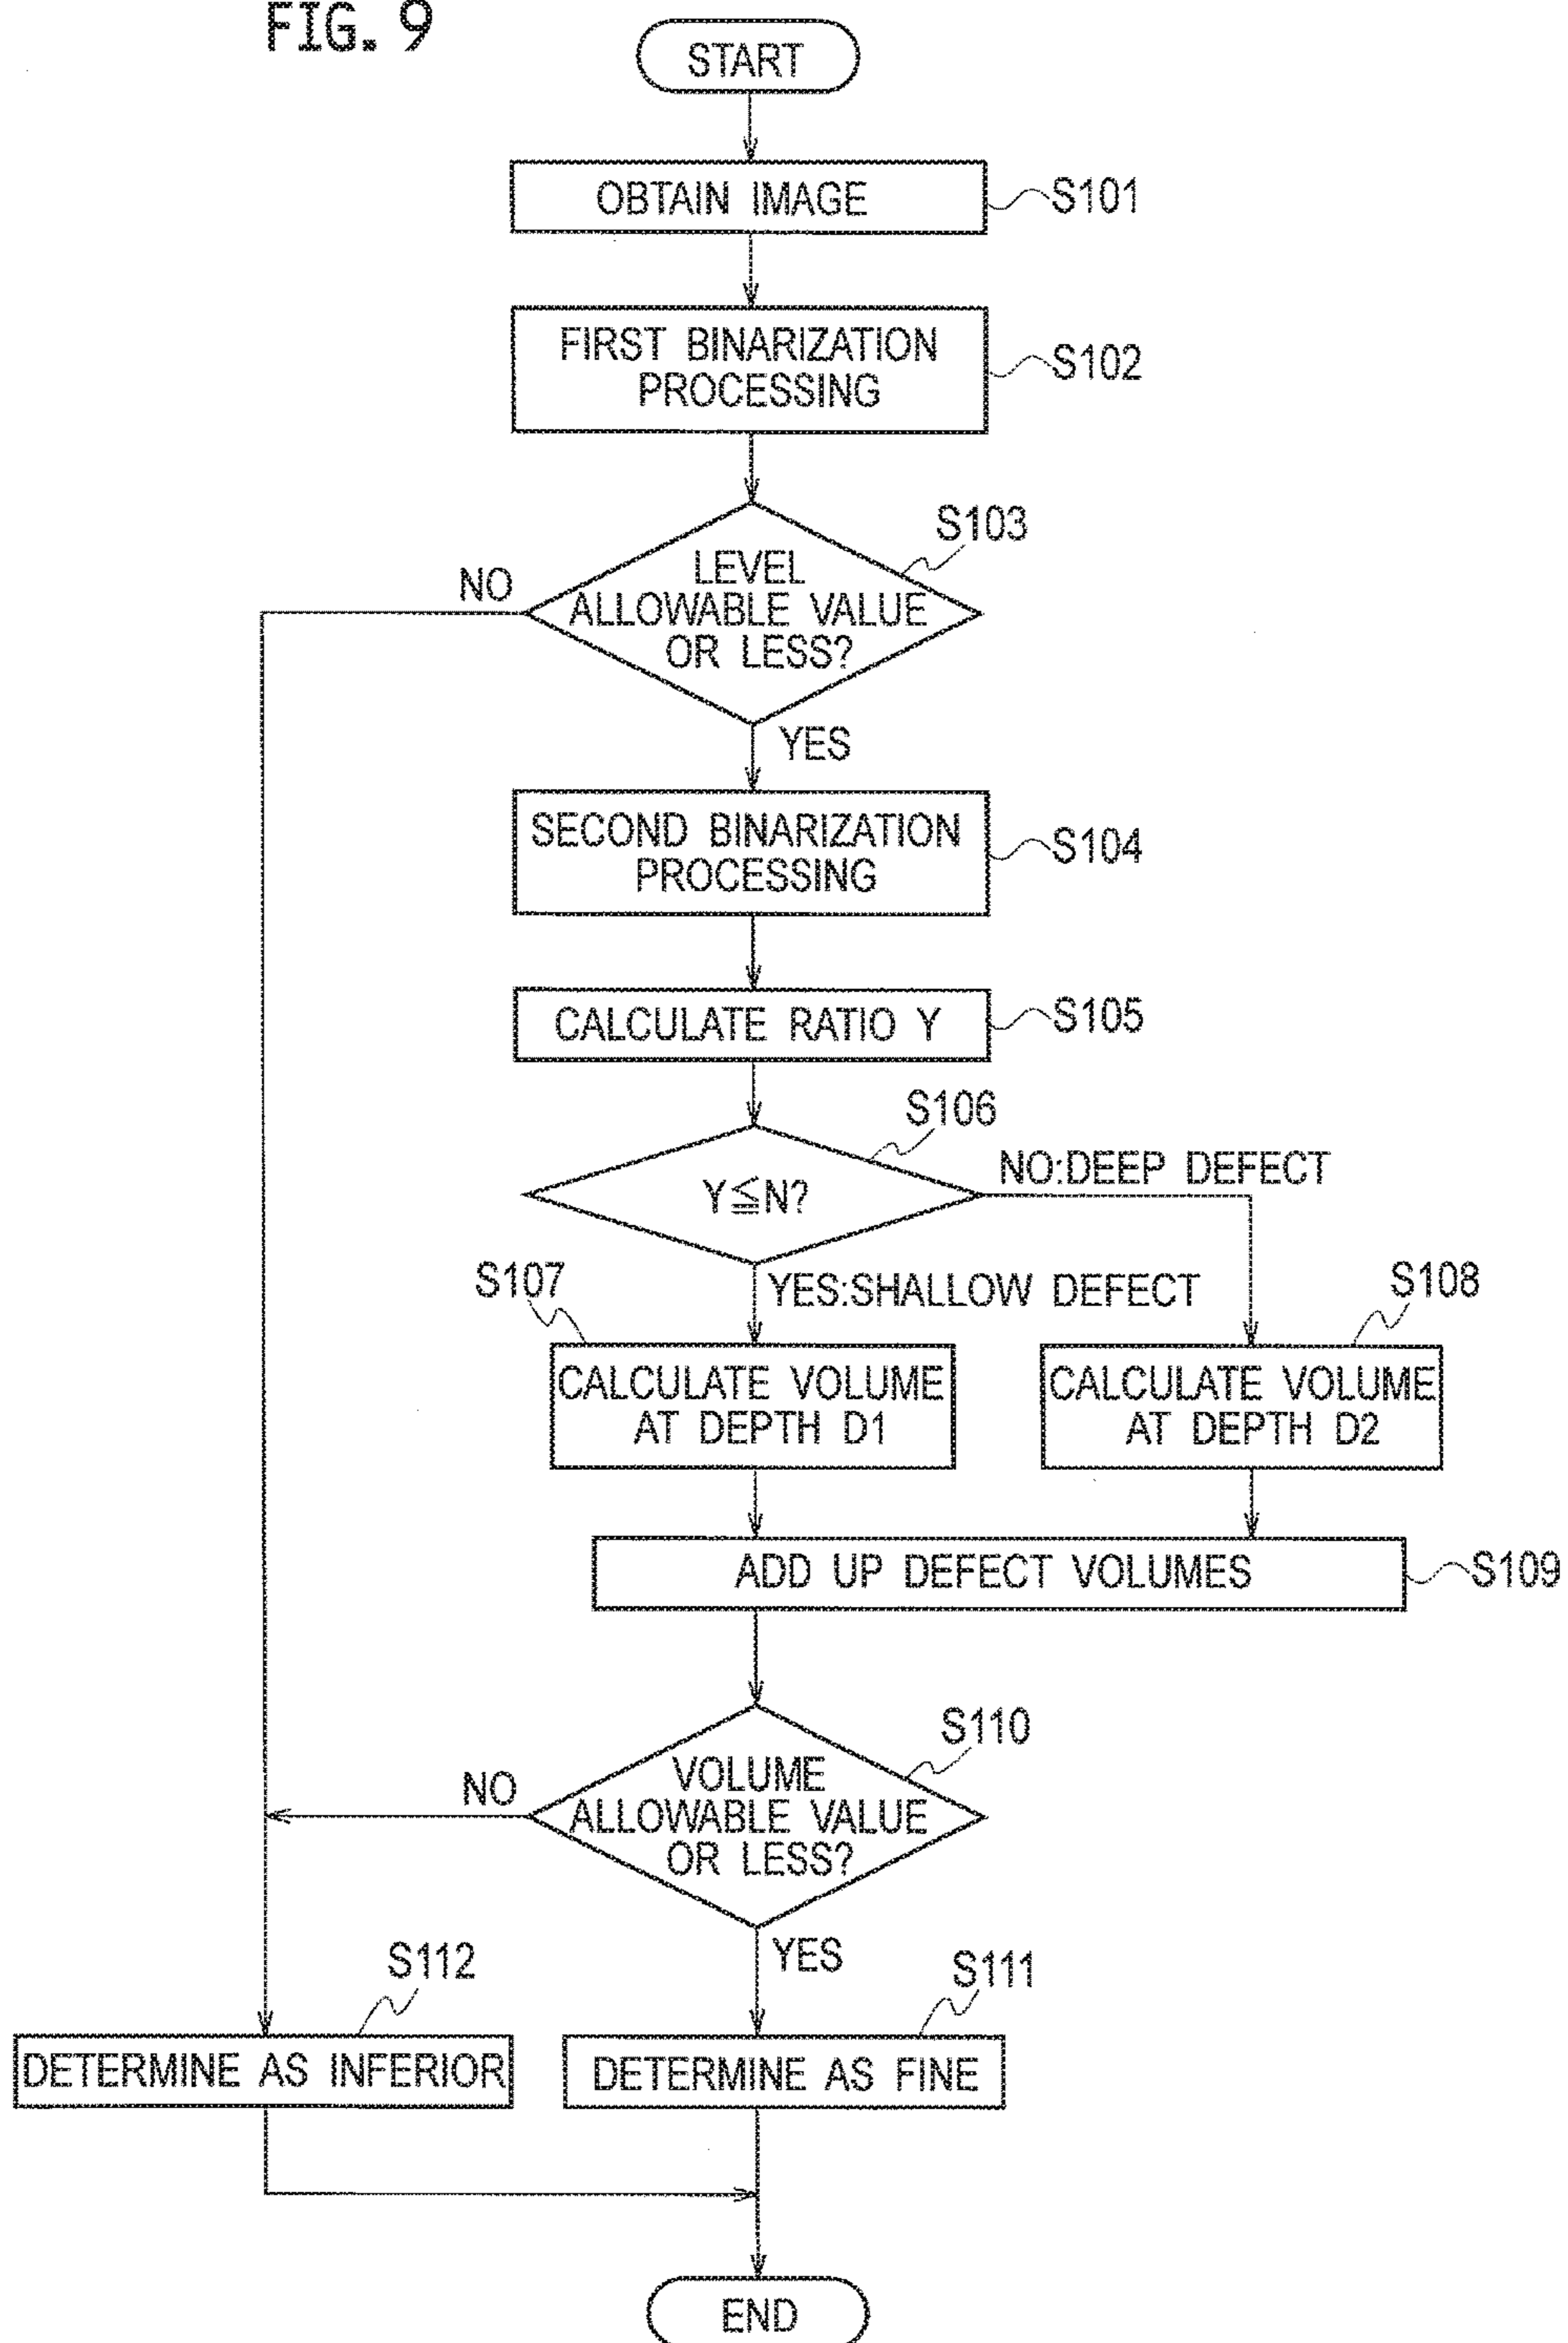 FIG. 9
START
OBTAIN IMAGE
S101
FIRST BINARIZATION
PROCESSING
S102
S103
LEVEL
ALLOWABLE VALUE
OR LESS?
NO
YES
SECOND BINARIZATION
PROCESSING
S104
CALCULATE RATIO Y
S105
S106
Y≦N?
NO:DEEP DEFECT
YES:SHALLOW DEFECT
S107
S108
CALCULATE VOLUME
AT DEPTH D1
CALCULATE VOLUME
AT DEPTH D2
ADD UP DEFECT VOLUMES
S109
S110
VOLUME
ALLOWABLE VALUE
OR LESS?
NO
YES
S112
S111
DETERMINE AS INFERIOR
DETERMINE AS FINE
END